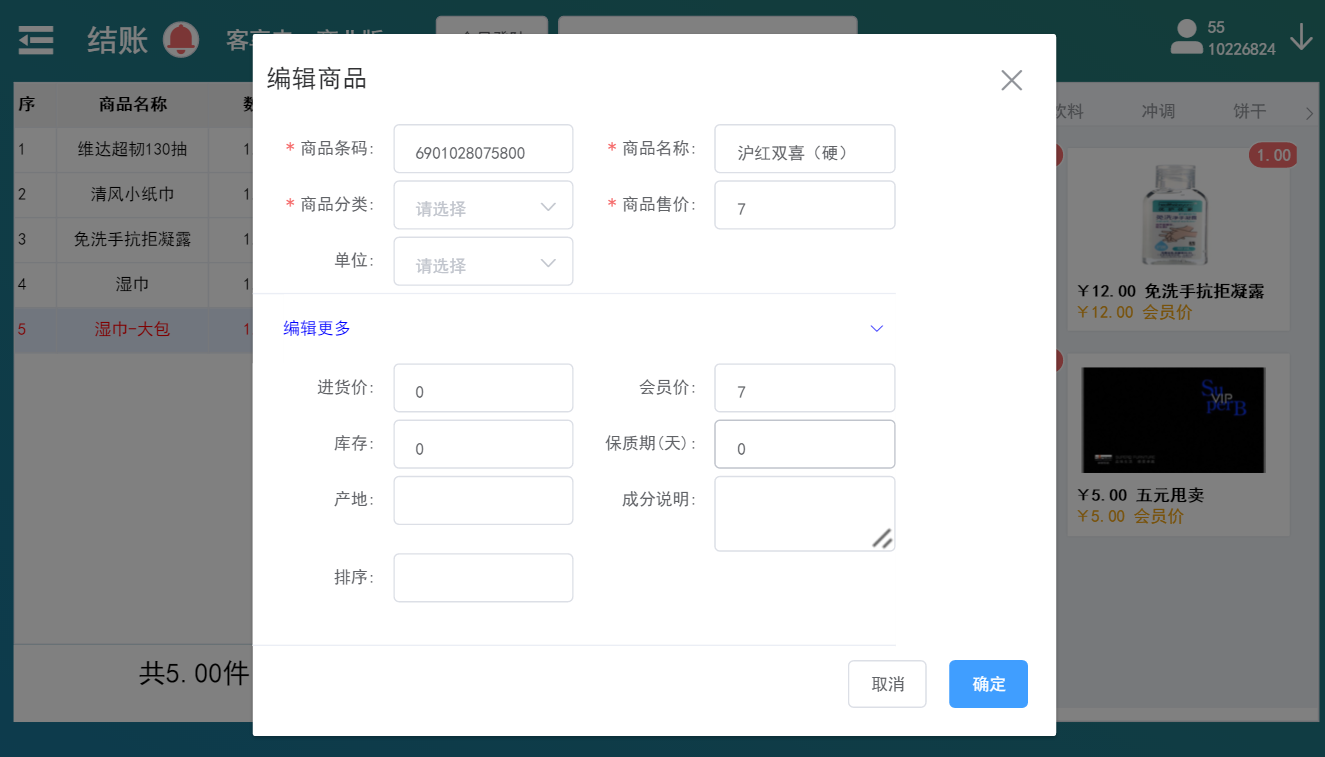 结账
55
10226824
编辑商品
序 商品名称 数
饮料 冲调 饼干
* 商品条码: 6901028075800 * 商品名称: 沪红双喜（硬）
1 维达超韧130抽 1
1.00
2 清风小纸巾 1
* 商品分类: 请选择 * 商品售价: 7
3 免洗手抗拒凝露 1
单位: 请选择
4 湿巾 1
￥12.00 免洗手抗拒凝露
￥12.00 会员价
5 湿巾-大包 1
编辑更多
进货价: 0 会员价: 7
SuperB
VIP
库存: 0 保质期(天): 0
产地: 成分说明:
￥5.00 五元甩卖
￥5.00 会员价
排序:
共5.00件
取消 确定